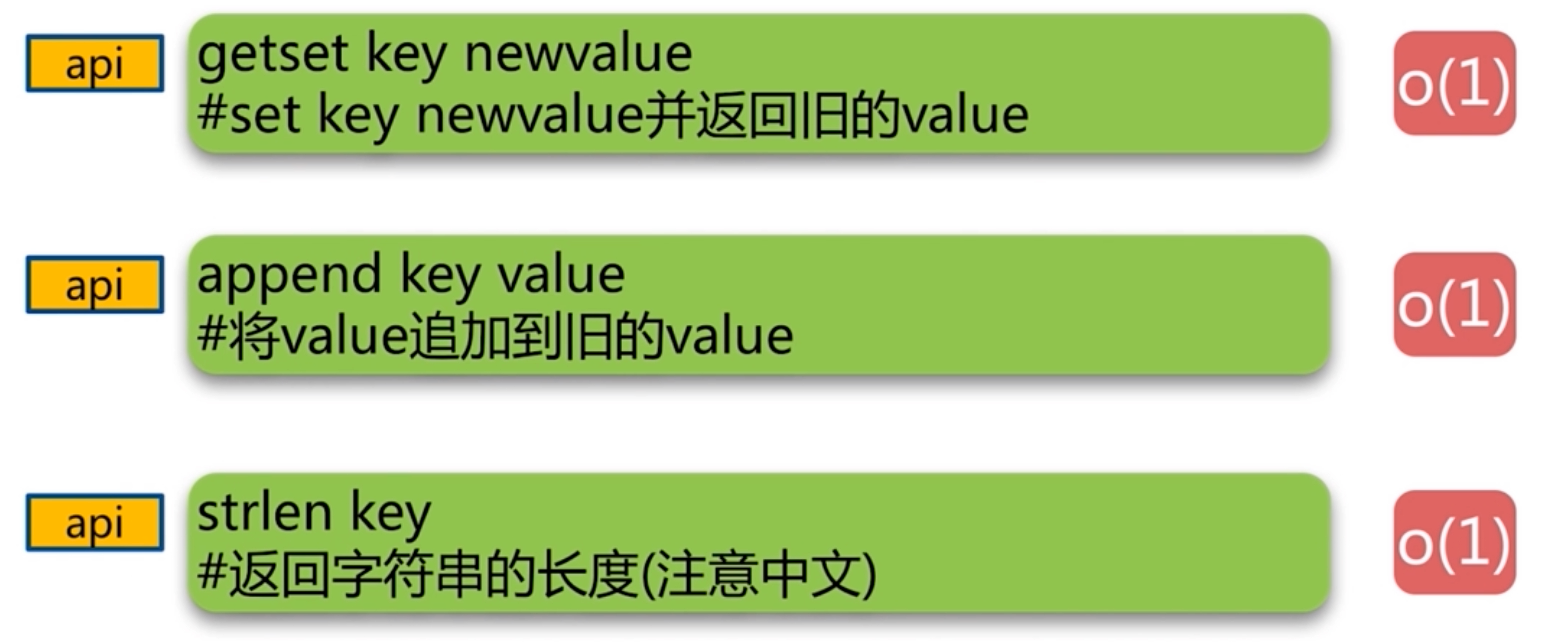 api
getset key newvalue
#set key newvalue并返回旧的value
o(1)
api
append key value
#将value追加到旧的value
o(1)
api
strlen key
#返回字符串的长度(注意中文)
o(1)